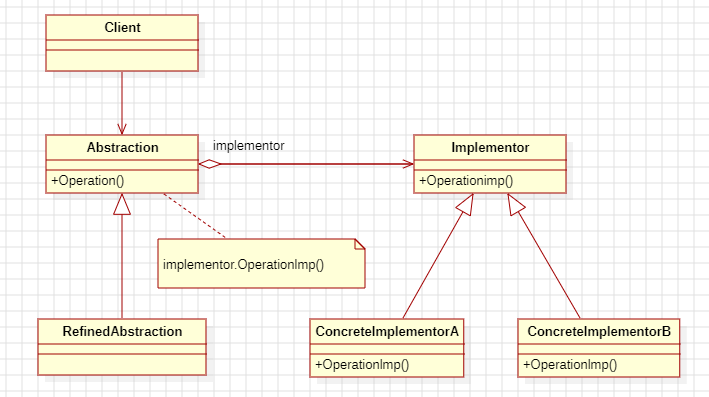 Client
Abstraction
+Operation()
implementor
Implementor
+Operationimp()
implementor.OperationImp()
RefinedAbstraction
ConcreteImplementorA
+OperationImp()
ConcreteImplementorB
+OperationImp()